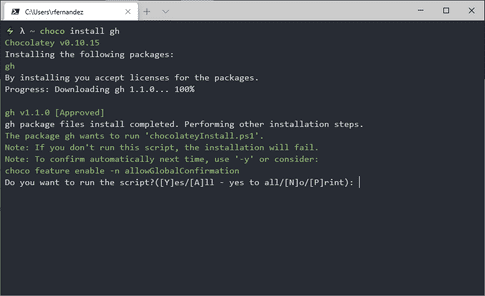 C:\Users\rfernandez
λ ~ choco install gh
Chocolatey v0.10.15
Installing the following packages:
gh
By installing you accept licenses for the packages.
Progress: Downloading gh 1.1.0... 100%
gh v1.1.0 [Approved]
gh package files install completed. Performing other installation steps.
The package gh wants to run 'chocolateyInstall.ps1'.
Note: If you don't run this script, the installation will fail.
Note: To confirm automatically next time, use '-y' or consider:
choco feature enable -n allowGlobalConfirmation
Do you want to run the script?([Y]es/[A]ll - yes to all/[N]o/[P]rint):